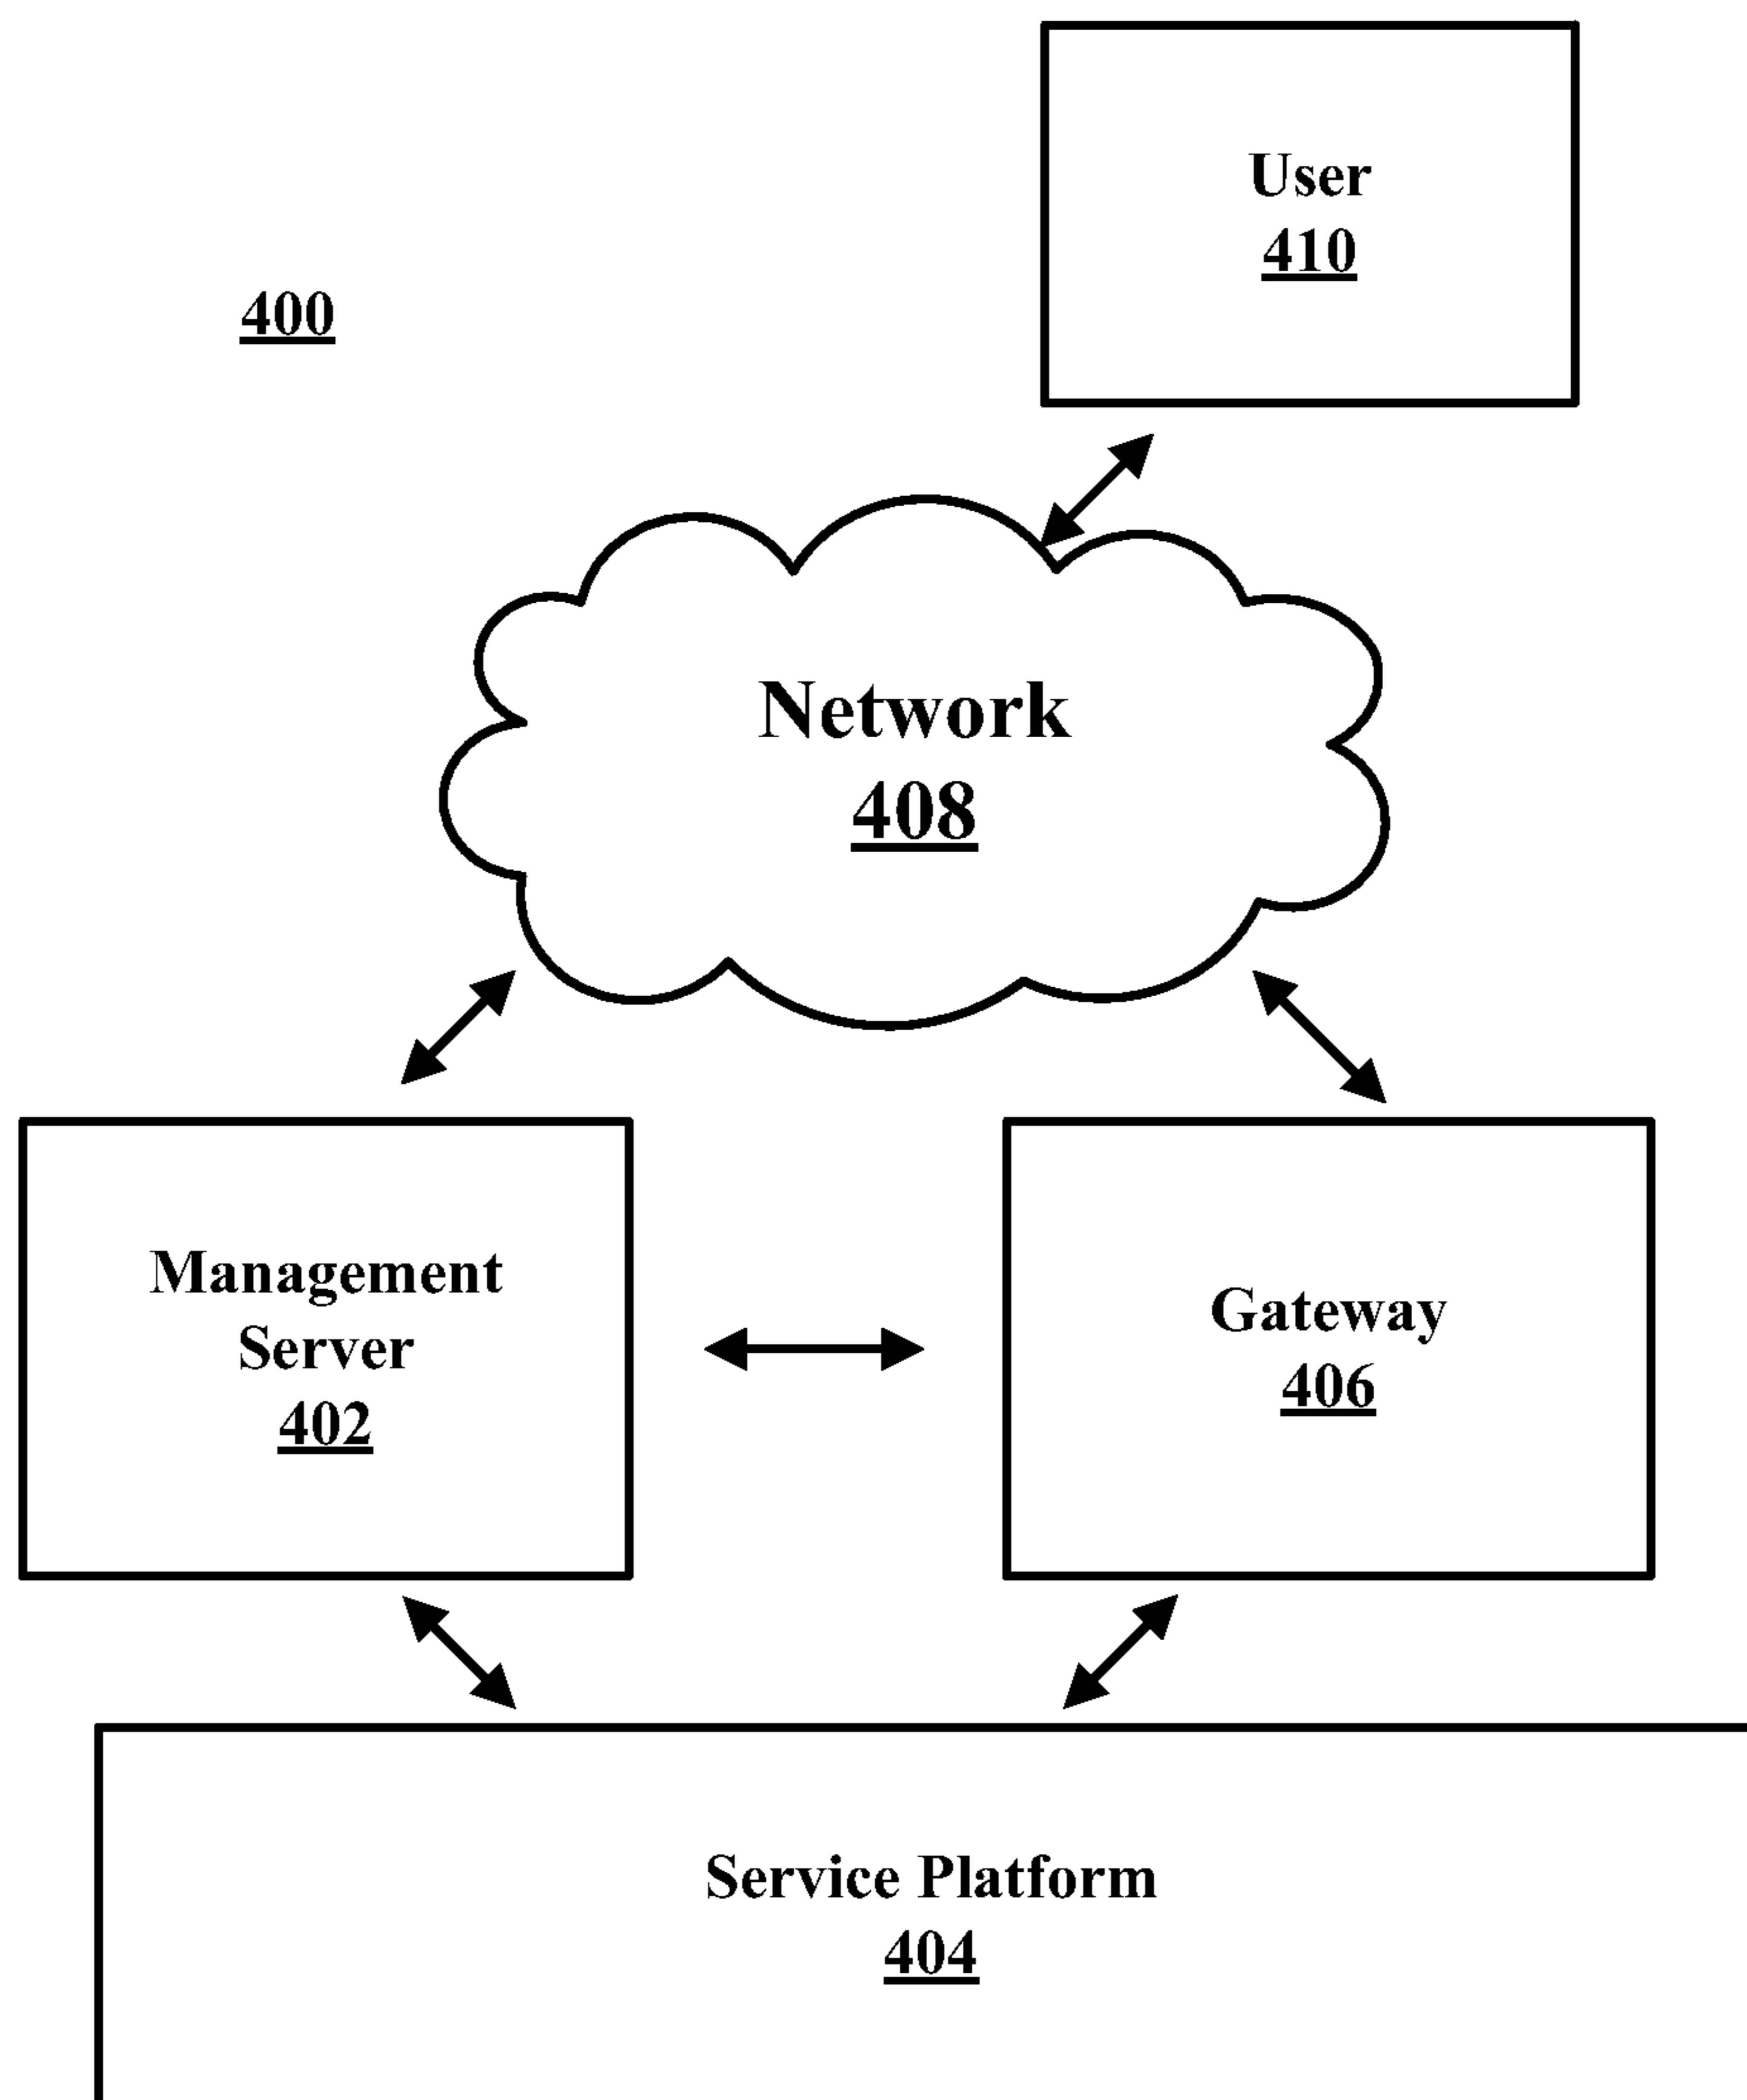 User
410
400
Network
408
Management
Server
402
Gateway
406
Service Platform
404